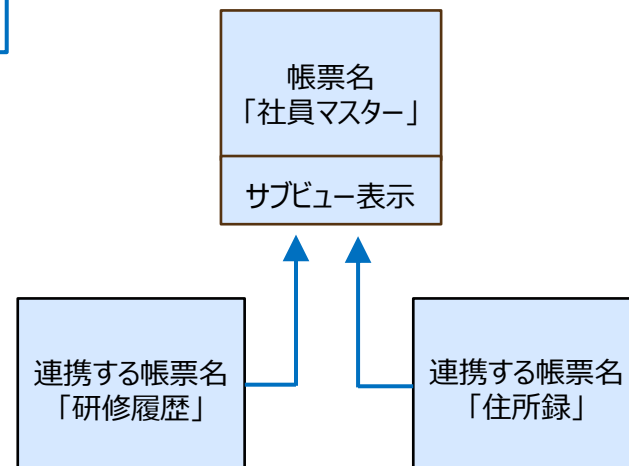 帳票名
「社員マスター」
サブビュー表示
連携する帳票名
「研修履歴」
連携する帳票名
「住所録」